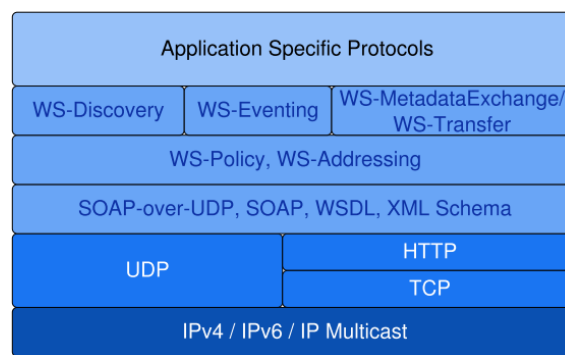 Application Specific Protocols
WS-Discovery
WS-Eventing
WS-MetadataExchange/
WS-Transfer
WS-Policy, WS-Addressing
SOAP-over-UDP, SOAP, WSDL, XML Schema
UDP
HTTP
TCP
IPv4 / IPv6 / IP Multicast